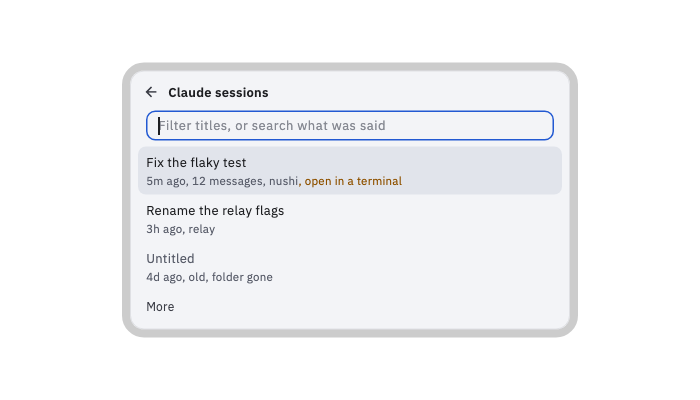 Claude sessions
Filter titles, or search what was said
Fix the flaky test
5m ago, 12 messages, nushi, open in a terminal
Rename the relay flags
3h ago, relay
Untitled
4d ago, old, folder gone
More